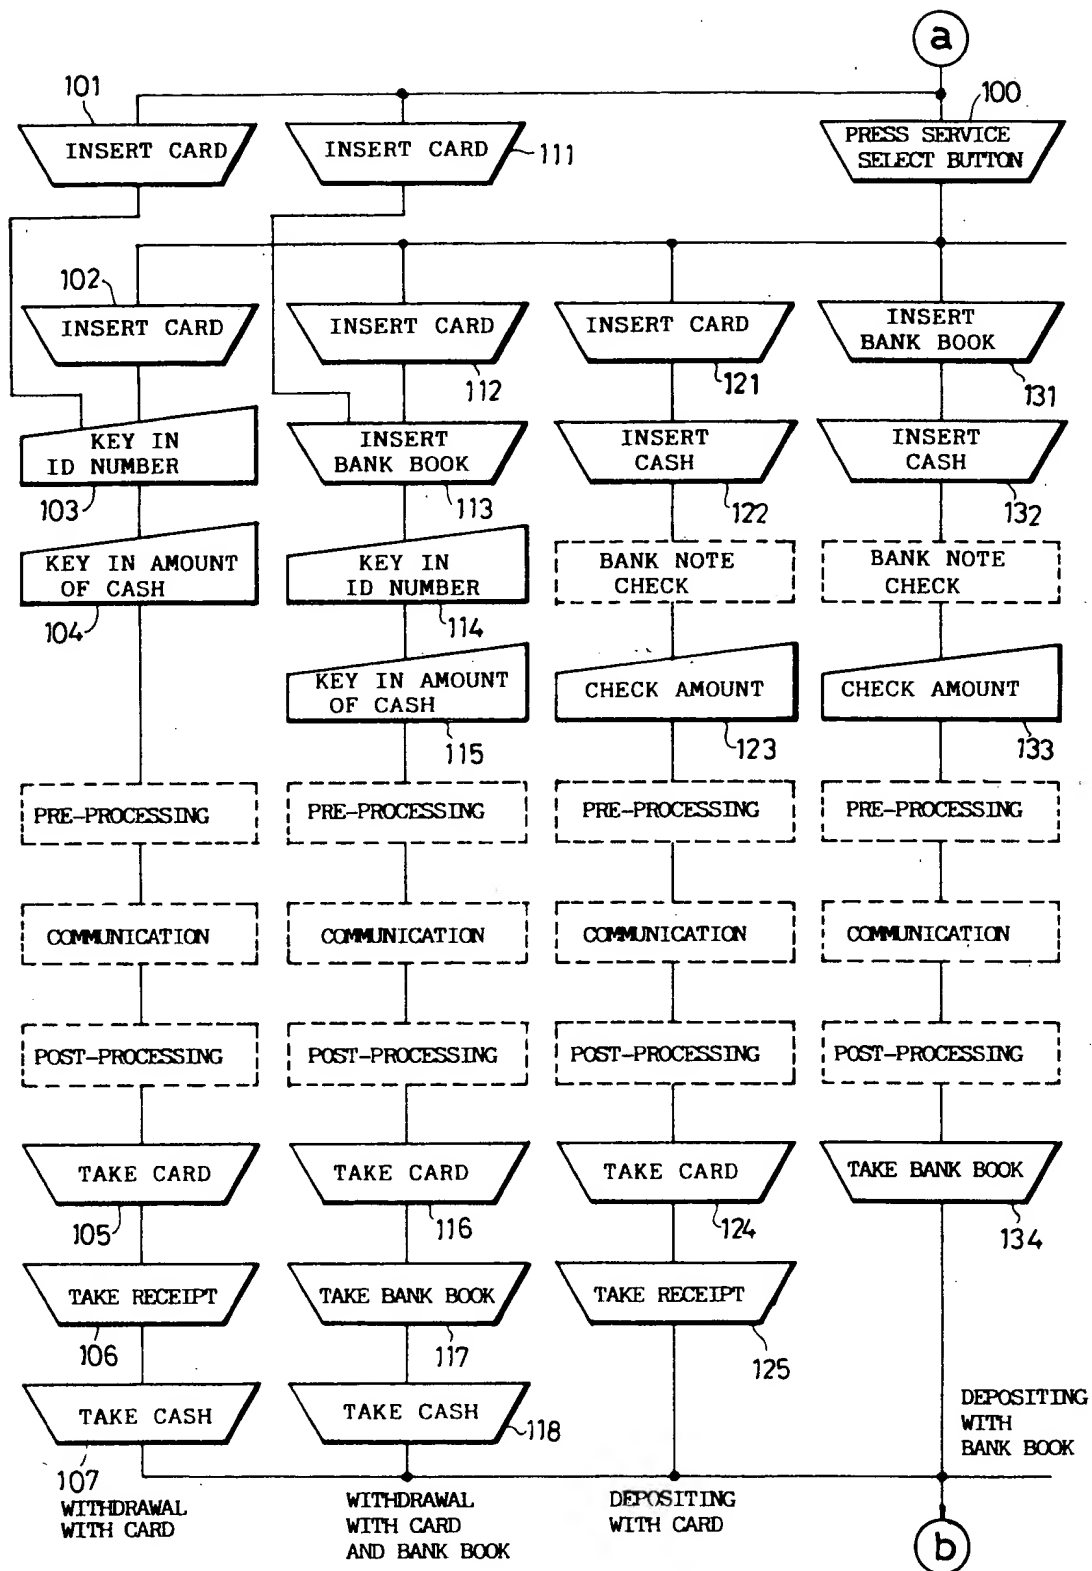 a
101
100
INSERT CARD
INSERT CARD
111
PRESS SERVICE
SELECT BUTTON
102
INSERT CARD
INSERT CARD
112
INSERT CARD
121
INSERT
BANK BOOK
131
KEY IN
ID NUMBER
103
INSERT
BANK BOOK
113
INSERT
CASH
122
INSERT
CASH
132
KEY IN AMOUNT
OF CASH
104
KEY IN
ID NUMBER
114
BANK NOTE
CHECK
BANK NOTE
CHECK
KEY IN AMOUNT
OF CASH
115
CHECK AMOUNT
123
CHECK AMOUNT
133
PRE-PROCESSING
PRE-PROCESSING
PRE-PROCESSING
PRE-PROCESSING
COMMUNICATION
COMMUNICATION
COMMUNICATION
COMMUNICATION
POST-PROCESSING
POST-PROCESSING
POST-PROCESSING
POST-PROCESSING
TAKE CARD
105
TAKE CARD
116
TAKE CARD
124
TAKE BANK BOOK
134
TAKE RECEIPT
106
TAKE BANK BOOK
117
TAKE RECEIPT
125
TAKE CASH
107
TAKE CASH
118
DEPOSITING
WITH
BANK BOOK
WITHDRAWAL
WITH CARD
WITHDRAWAL
WITH CARD
AND BANK BOOK
DEPOSITING
WITH CARD
b